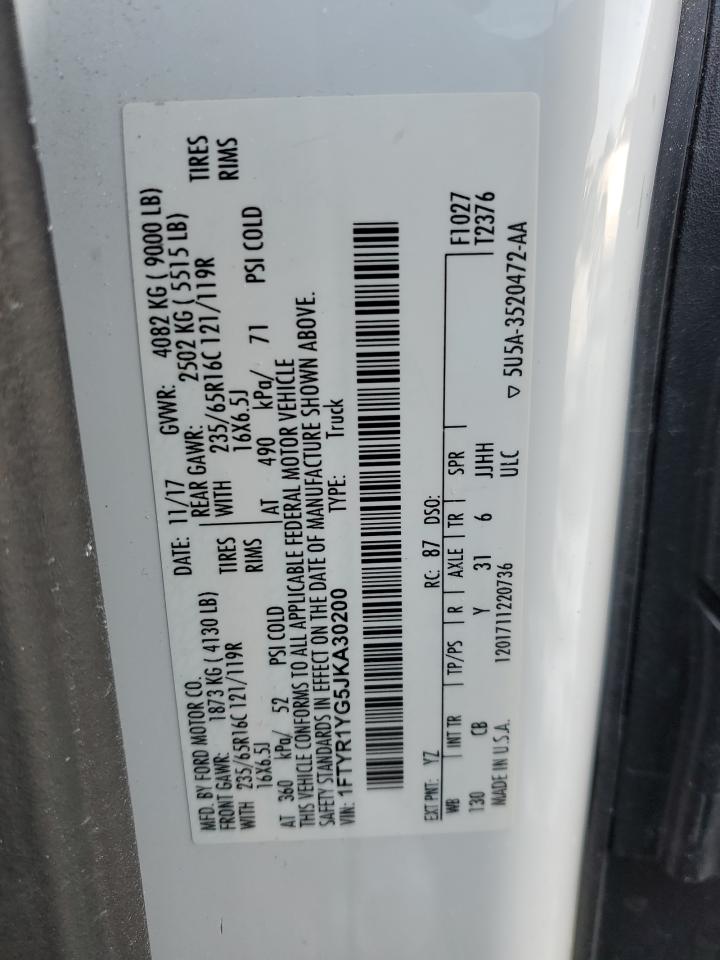 MFD. BY FORD MOTOR CO.
DATE: 11/17 GVWR: 4082 KG ( 9000 LB)
FRONT GAWR: 1873 KG ( 4130 LB) REAR GAWR: 2502 KG ( 5515 LB)
WITH 235/65R16C 121/119R TIRES WITH 235/65R16C 121/119R TIRES
16X6.5J RIMS 16X6.5J RIMS
AT 360 kPa/ 52 PSI COLD AT 490 kPa/ 71 PSI COLD
THIS VEHICLE CONFORMS TO ALL APPLICABLE FEDERAL MOTOR VEHICLE
SAFETY STANDARDS IN EFFECT ON THE DATE OF MANUFACTURE SHOWN ABOVE.
VIN: 1FTYR1YG5JKA30200 TYPE: Truck
EXT PNT: YZ RC: 87 DSO: F1027
WB INT TR TP/PS R AXLE TR SPR T2376
130 CB Y 31 6 JJHH
MADE IN U.S.A. 1201711220736 ULC
▽ 5U5A-3520472-AA